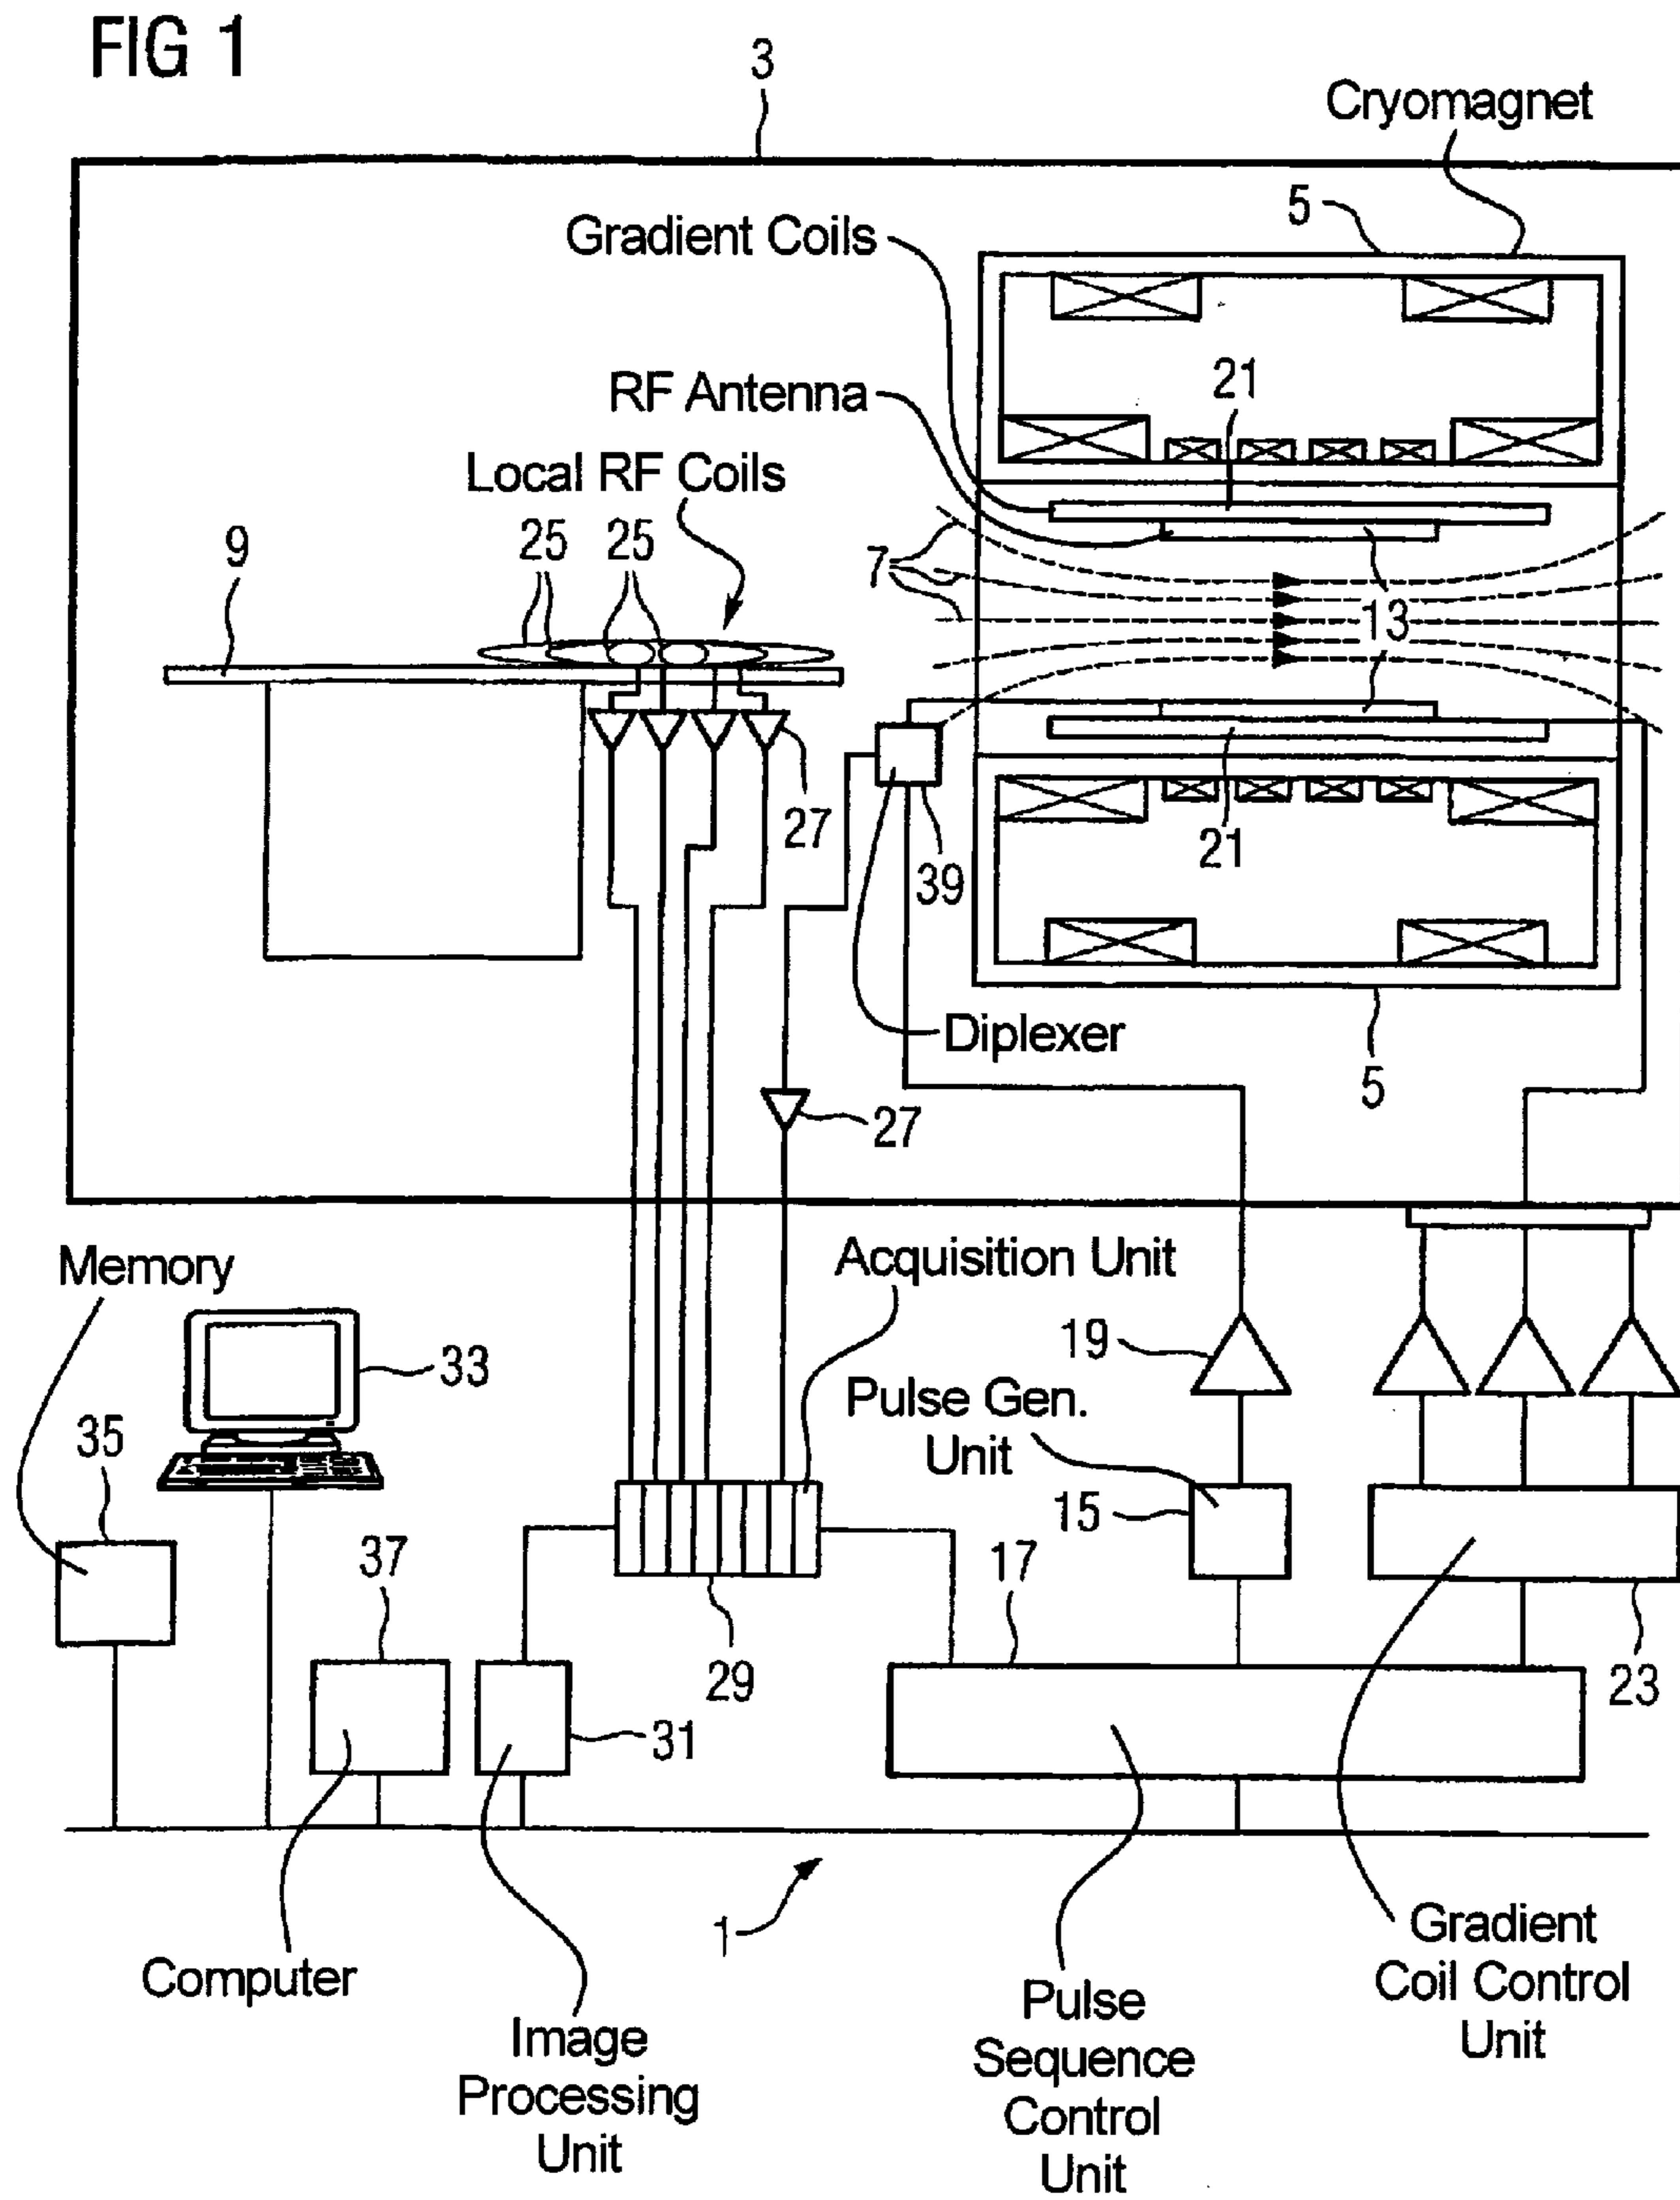 FIG 1
3
Cryomagnet
5
Gradient Coils
21
RF Antenna
Local RF Coils
25 25
9
7
13
27
21
39
Diplexer
5
27
Memory
Acquisition Unit
19
33
Pulse Gen.
Unit
35
15
37
17
29
23
31
1
Gradient
Coil Control
Unit
Computer
Pulse
Sequence
Control
Unit
Image
Processing
Unit